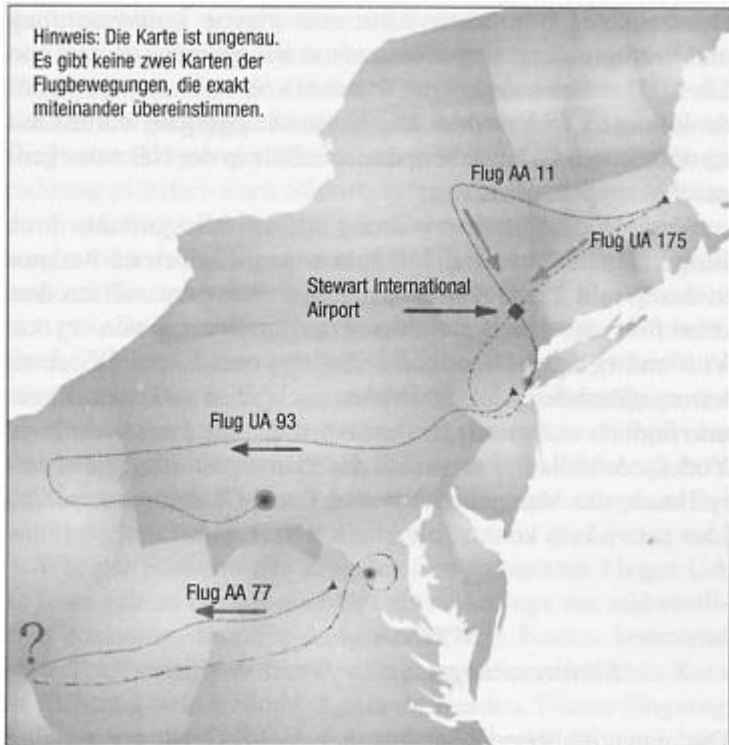 Hinweis: Die Karte ist ungenau.
Es gibt keine zwei Karten der
Flugbewegungen, die exakt
miteinander übereinstimmen.
Flug AA 11
Flug UA 175
Stewart International
Airport
Flug UA 93
Flug AA 77
?